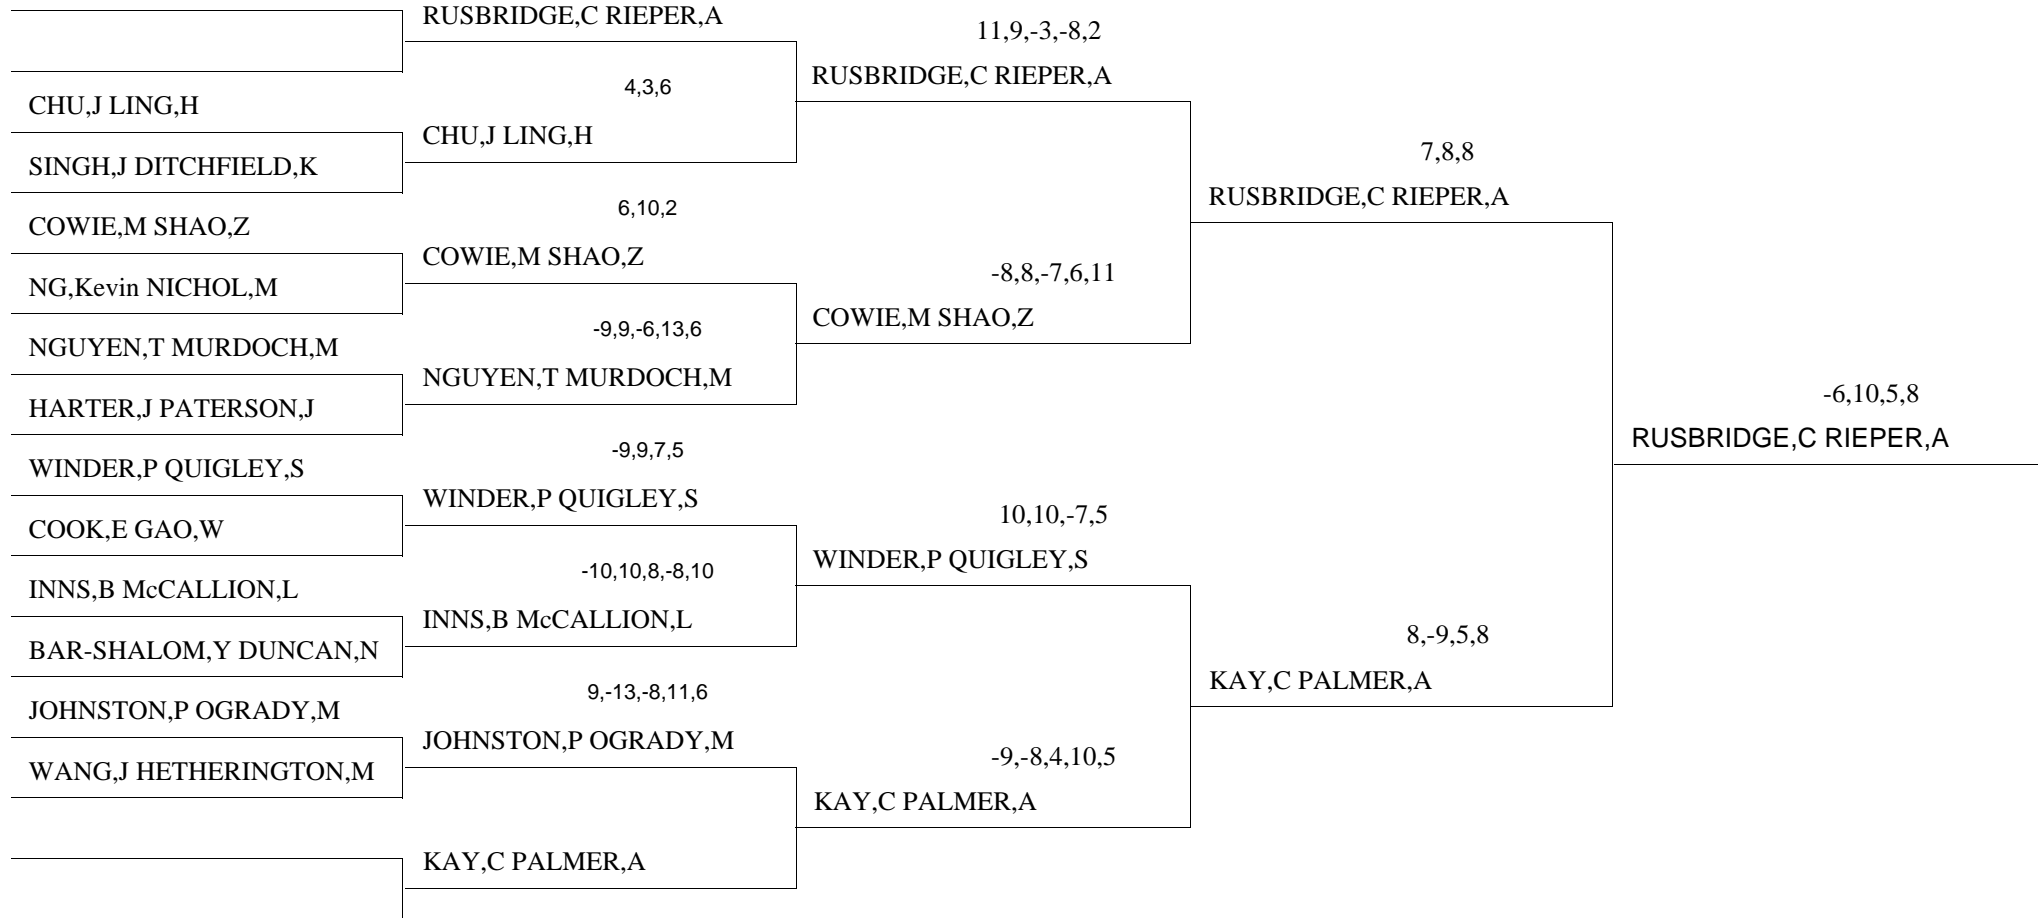 RUSBRIDGE,C RIEPER,A
11,9,-3,-8,2
RUSBRIDGE,C RIEPER,A
4,3,6
CHU,J LING,H
CHU,J LING,H
7,8,8
SINGH,J DITCHFIELD,K
RUSBRIDGE,C RIEPER,A
6,10,2
COWIE,M SHAO,Z
COWIE,M SHAO,Z
-8,8,-7,6,11
NG,Kevin NICHOL,M
COWIE,M SHAO,Z
-9,9,-6,13,6
NGUYEN,T MURDOCH,M
NGUYEN,T MURDOCH,M
-6,10,5,8
HARTER,J PATERSON,J
RUSBRIDGE,C RIEPER,A
-9,9,7,5
WINDER,P QUIGLEY,S
WINDER,P QUIGLEY,S
10,10,-7,5
COOK,E GAO,W
WINDER,P QUIGLEY,S
-10,10,8,-8,10
INNS,B McCALLION,L
INNS,B McCALLION,L
8,-9,5,8
BAR-SHALOM,Y DUNCAN,N
KAY,C PALMER,A
9,-13,-8,11,6
JOHNSTON,P OGRADY,M
JOHNSTON,P OGRADY,M
-9,-8,4,10,5
WANG,J HETHERINGTON,M
KAY,C PALMER,A
KAY,C PALMER,A